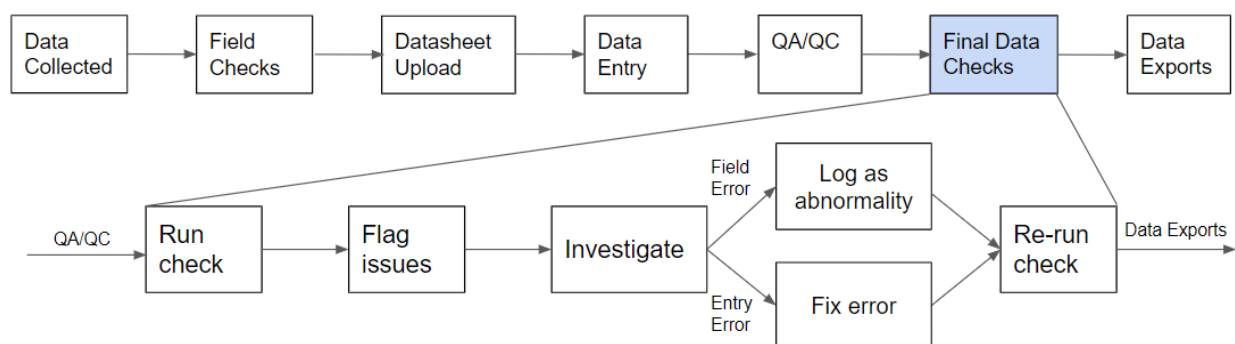 Data
Collected
Field
Checks
Datasheet
Upload
Data
Entry
QA/QC
Final Data
Checks
Data
Exports
QA/QC
Run
check
Flag
issues
Investigate
Field
Error
Log as
abnormality
Entry
Error
Fix error
Re-run
check
Data Exports